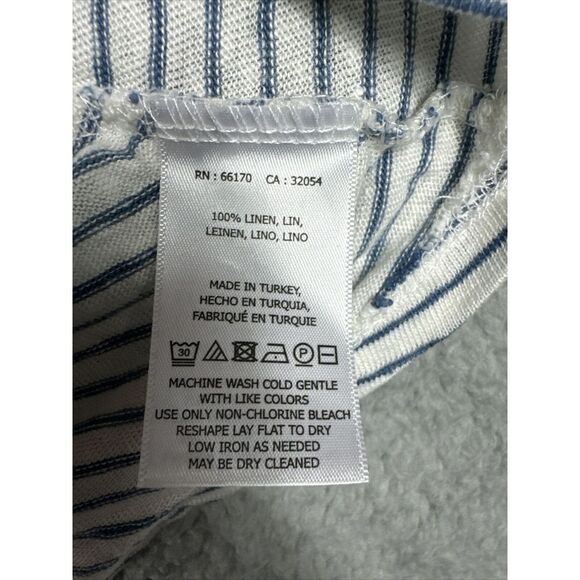 RN : 66170 CA : 32054
100% LINEN, LIN,
LEINEN, LINO, LINO
MADE IN TURKEY,
HECHO EN TURQUIA,
FABRIQUÉ EN TURQUIE
30 P
MACHINE WASH COLD GENTLE
WITH LIKE COLORS
USE ONLY NON-CHLORINE BLEACH
RESHAPE LAY FLAT TO DRY
LOW IRON AS NEEDED
MAY BE DRY CLEANED